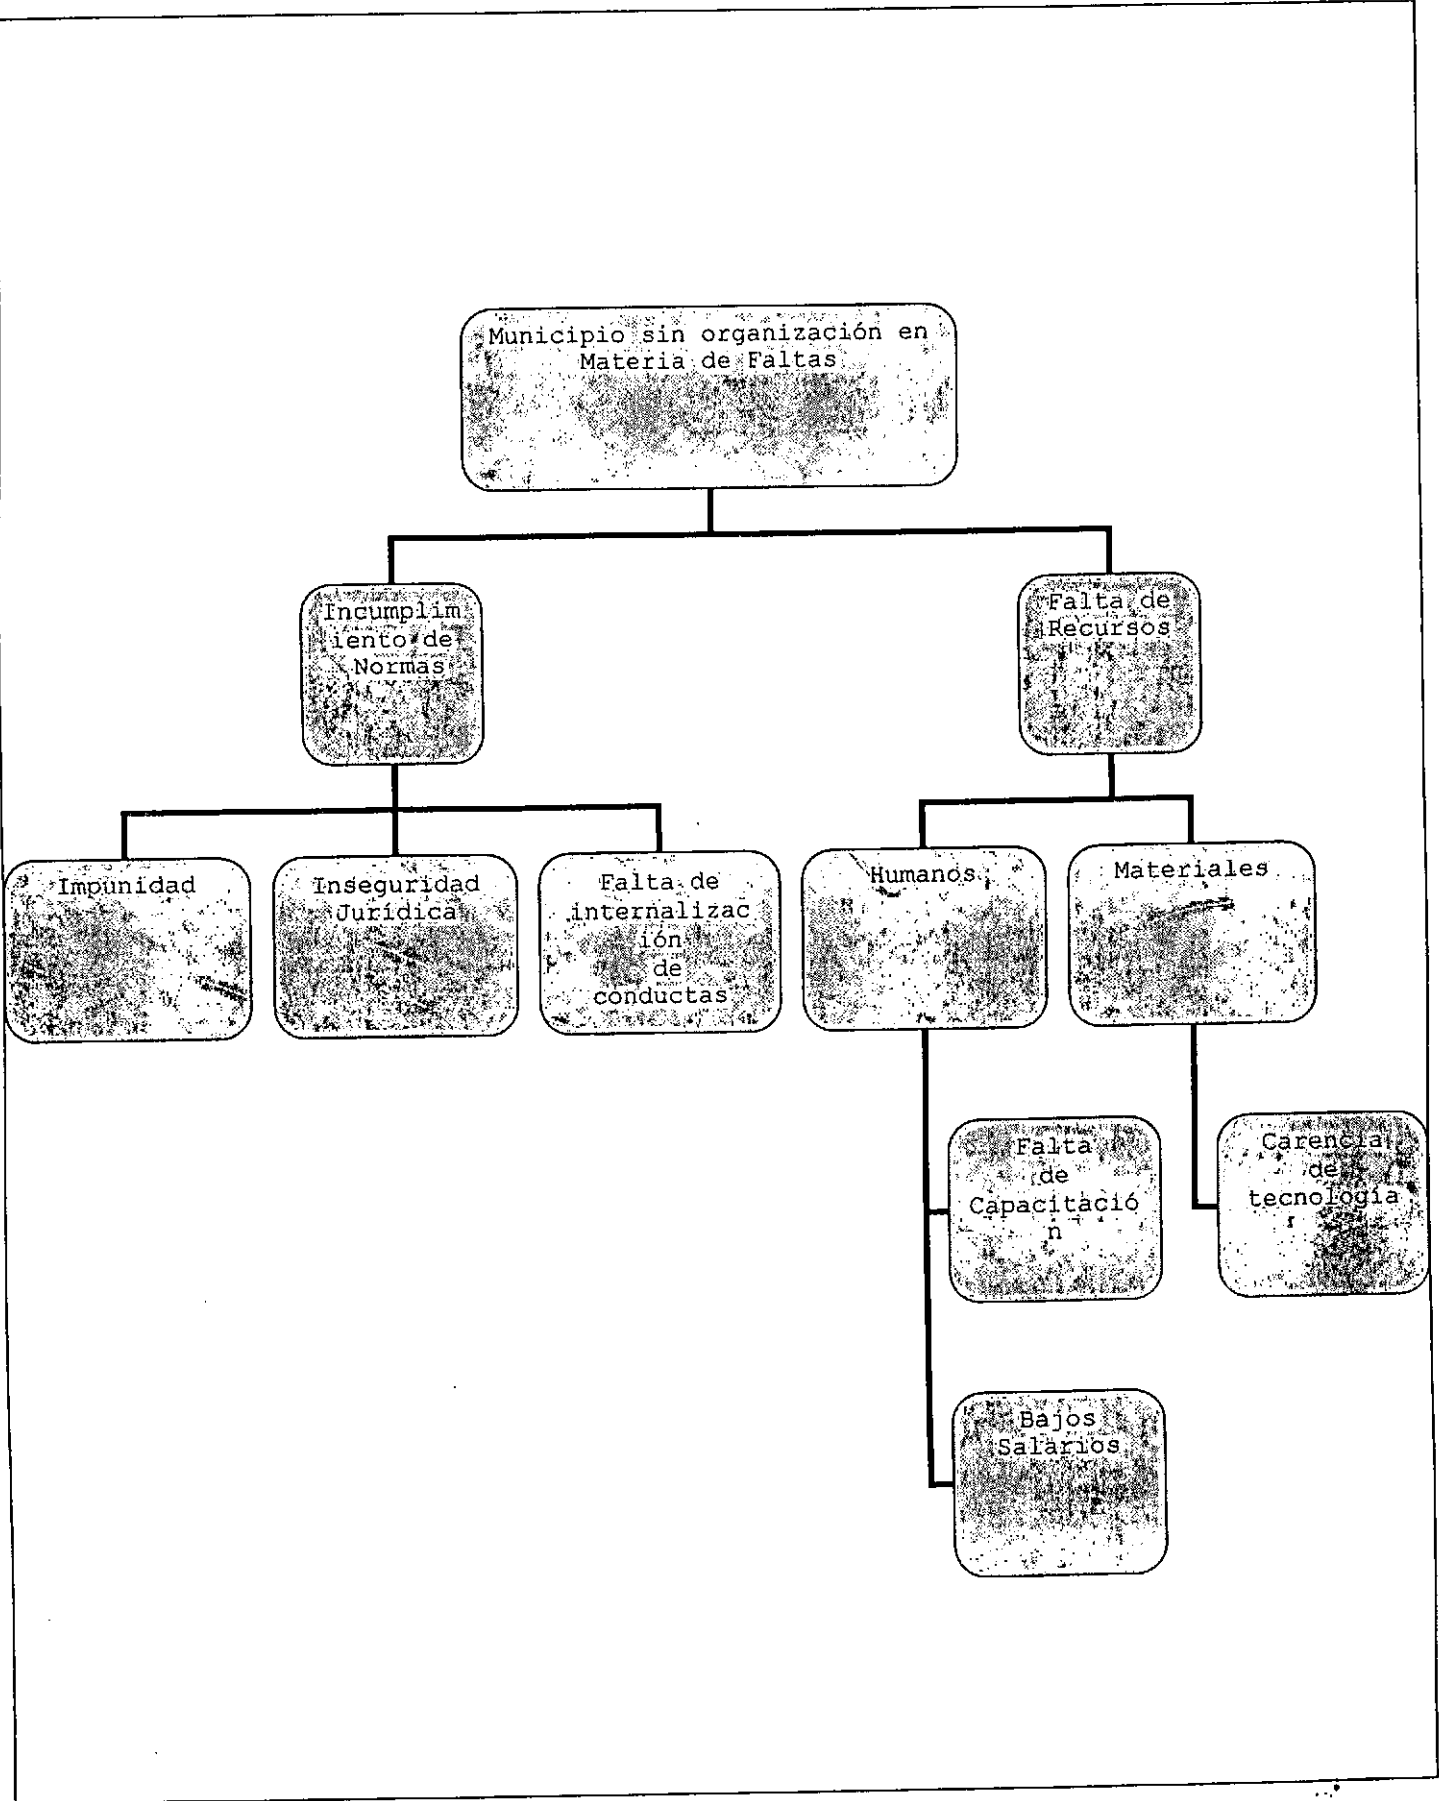 Municipio sin organización en
Materia de Faltas
Incumplim
iento de
Normas
Falta de
Recursos
Impunidad
Inseguridad
Jurídica
Falta de
internalizac
ión
de
conductas
Humanos
Materiales
Falta
de
Capacitació
n
Carencia
de
tecnología
Bajos
Salarios